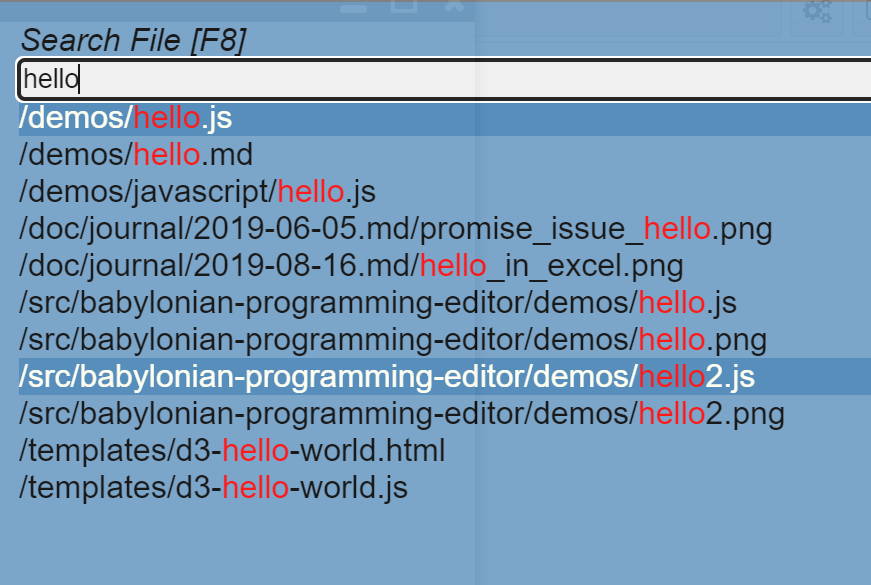 Search File [F8]
hello
/demos/hello.js
/demos/hello.md
/demos/javascript/hello.js
/doc/journal/2019-06-05.md/promise_issue_hello.png
/doc/journal/2019-08-16.md/hello_in_excel.png
/src/babylonian-programming-editor/demos/hello.js
/src/babylonian-programming-editor/demos/hello.png
/src/babylonian-programming-editor/demos/hello2.js
/src/babylonian-programming-editor/demos/hello2.png
/templates/d3-hello-world.html
/templates/d3-hello-world.js